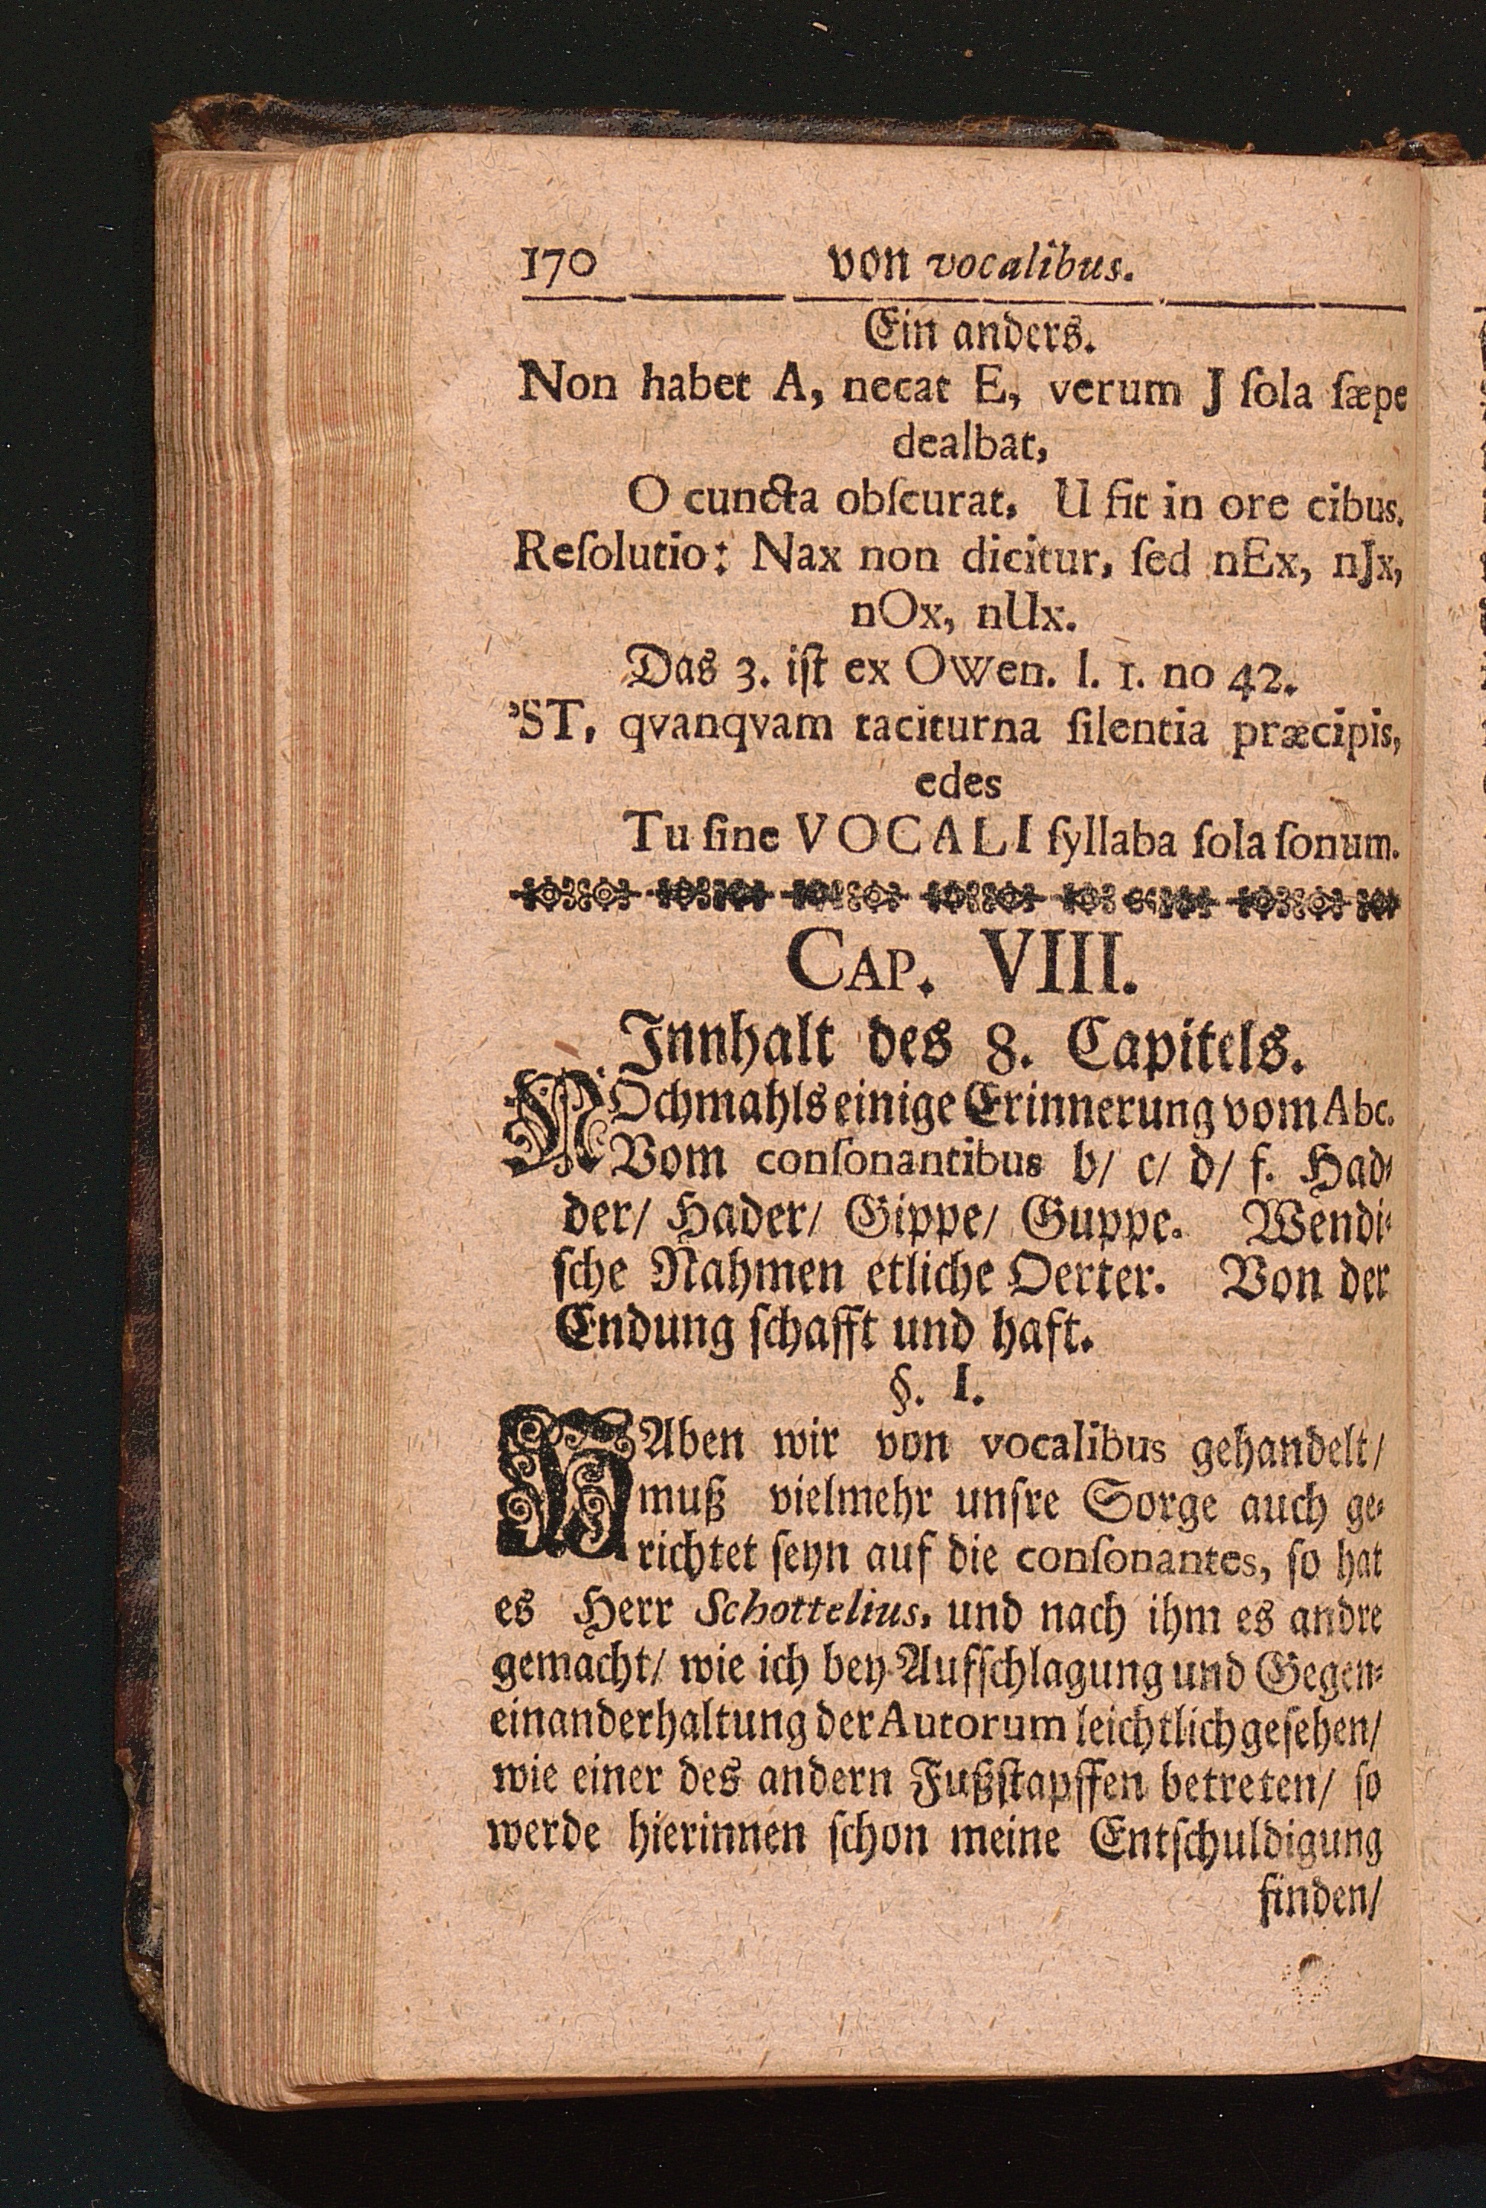 170 von vocalibus.
Ein anders.
Non habet A, necat E, verum J ſola ſæpe
dealbat,
O cuncta obſcurat, U fit in ore cibus.
Reſolutio: Nax non dicitur, ſed nEx, nJx,
nOx, nUx.
Das 3. iſt ex Owen. l. 1. no 42.
'ST, qvanqvam taciturna ſilentia præcipis,
edes
Tu ſine VOCALI ſyllaba ſola ſonum.
CAP. VIII.
Innhalt des 8. Capitels.
NOchmahls einige Erinnerung vom Abc.
Vom conſonantibus b/ c/ d/ f. Had-
der/ Hader/ Gippe/ Guppe. Wendi-
ſche Nahmen etliche Oerter. Von der
Endung ſchafft und haft.
§. I.
HAben wir von vocalibus gehandelt/
muß vielmehr unſre Sorge auch ge-
richtet ſeyn auf die conſonantes, ſo hat
es Herr Schottelius, und nach ihm es andre
gemacht/ wie ich bey Aufſchlagung und Gegen-
einanderhaltung der Autorum leichtlich geſehen/
wie einer des andern Fußſtapffen betreten/ ſo
werde hierinnen ſchon meine Entſchuldigung
finden/